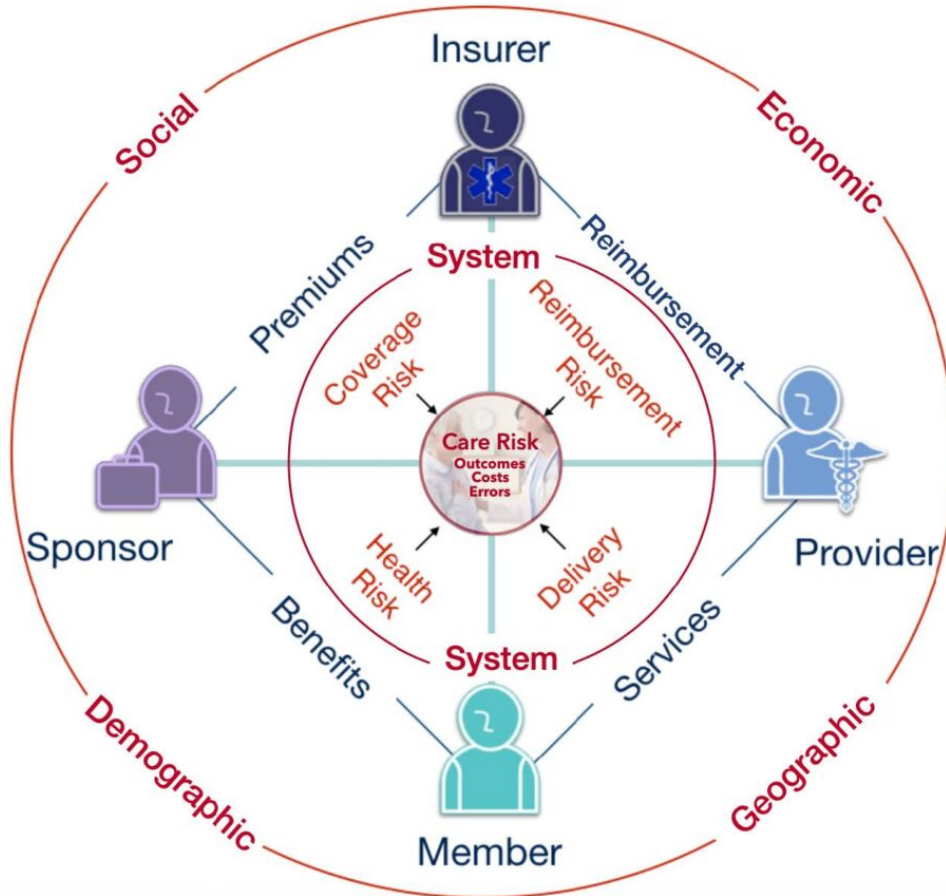 Insurer
Social
Economic
Premiums
Reimbursement
System
Coverage
Risk
Reimbursement
Risk
Care Risk
Outcomes
Costs
Errors
Sponsor
Provider
Health
Risk
Delivery
Risk
Benefits
Services
System
Demographic
Geographic
Member